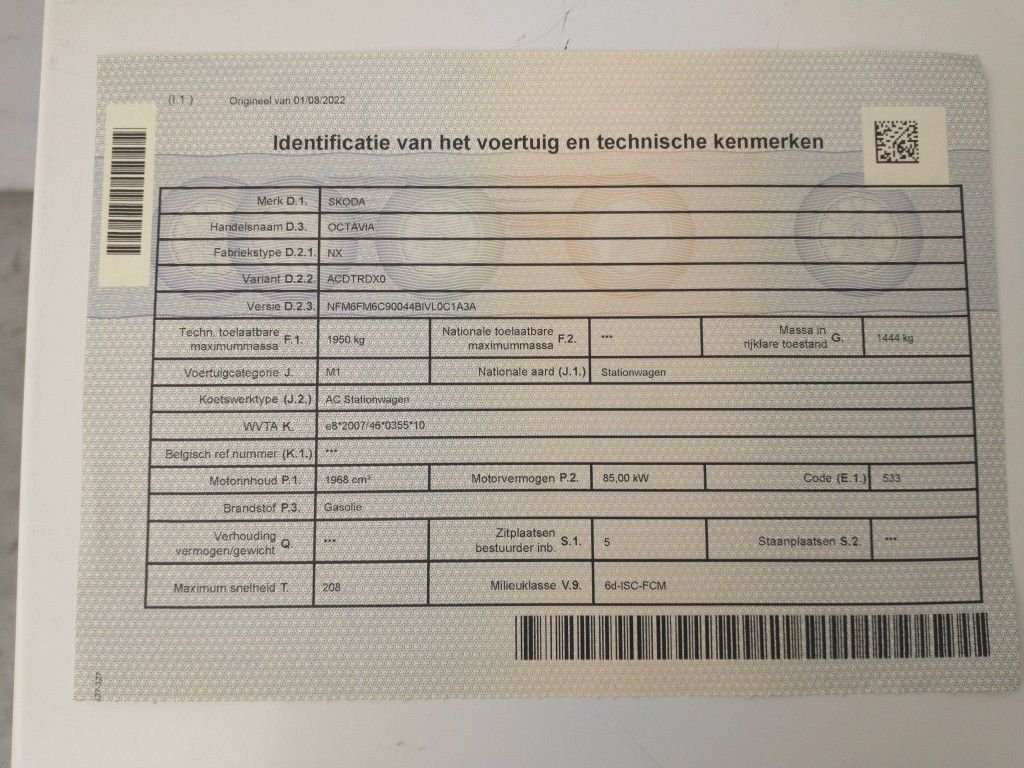 (I.1.) Origineel van 01/08/2022
Identificatie van het voertuig en technische kenmerken
Merk D.1. SKODA
Handelsnaam D.3. OCTAVIA
Fabriekstype D.2.1. NX
Variant D.2.2. ACDTRDX0
Versie D.2.3. NFM6FM6C90044BIVL0C1A3A
Techn. toelaatbare maximummassa F.1. 1950 kg Nationale toelaatbare maximummassa F.2. *** Massa in rijklare toestand G. 1444 kg
Voertuigcategorie J. M1 Nationale aard (J.1.) Stationwagen
Koetswerktype (J.2.) AC Stationwagen
WVTA K. e8*2007/46*0355*10
Belgisch ref.nummer (K.1.) ***
Motorinhoud P.1. 1968 cm³ Motorvermogen P.2. 85,00 kW Code (E.1.) 533
Brandstof P.3. Gasolie
Verhouding vermogen/gewicht Q. *** Zitplaatsen bestuurder inb. S.1. 5 Staanplaatsen S.2. ***
Maximum snelheid T. 208 Milieuklasse V.9. 6d-ISC-FCM